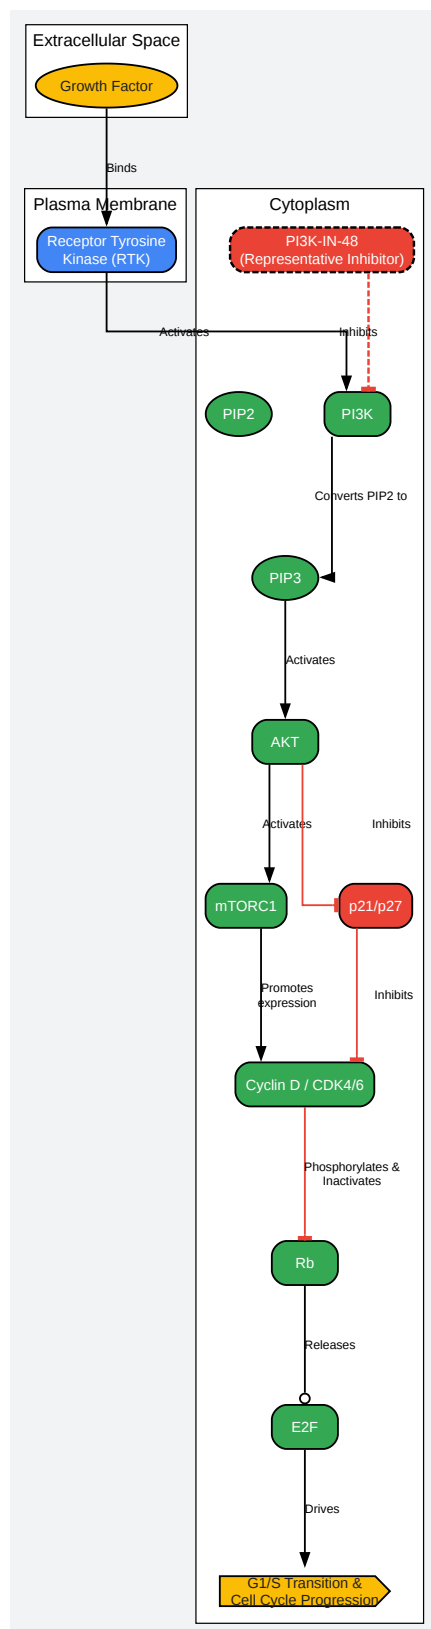 Extracellular Space
Growth Factor
Binds
Plasma Membrane
Receptor Tyrosine
Kinase (RTK)
Cytoplasm
PI3K-IN-48
(Representative Inhibitor)
Activates
Inhibits
PIP2
PI3K
Converts PIP2 to
PIP3
Activates
AKT
Activates
Inhibits
mTORC1
p21/p27
Promotes
expression
Inhibits
Cyclin D / CDK4/6
Phosphorylates &
Inactivates
Rb
Releases
E2F
Drives
G1/S Transition &
Cell Cycle Progression